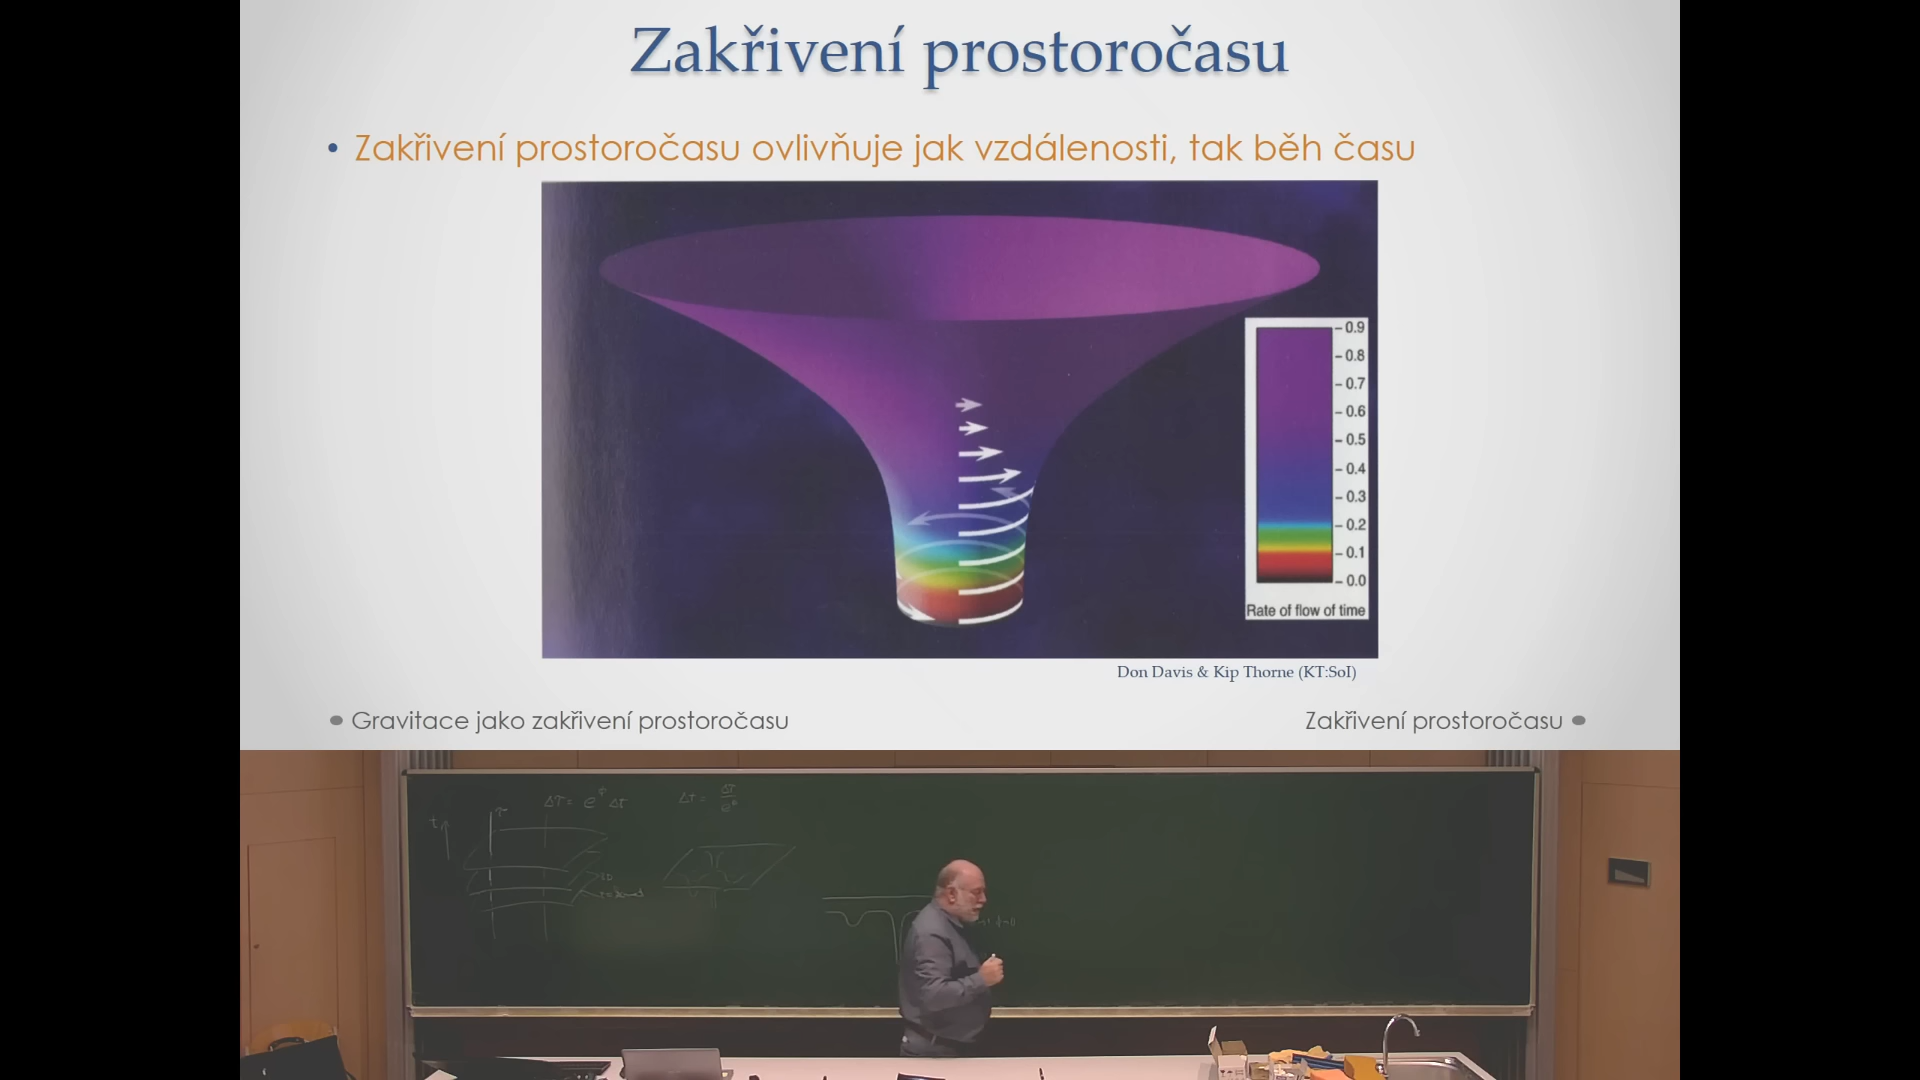 Zakřivení prostoročasu
• Zakřivení prostoročasu ovlivňuje jak vzdálenosti, tak běh času
0.9
0.8
0.7
0.6
0.5
0.4
0.3
0.2
0.1
0.0
Rate of flow of time
Don Davis & Kip Thorne (KT:SoI)
Gravitace jako zakřivení prostoročasu
Zakřivení prostoročasu
t